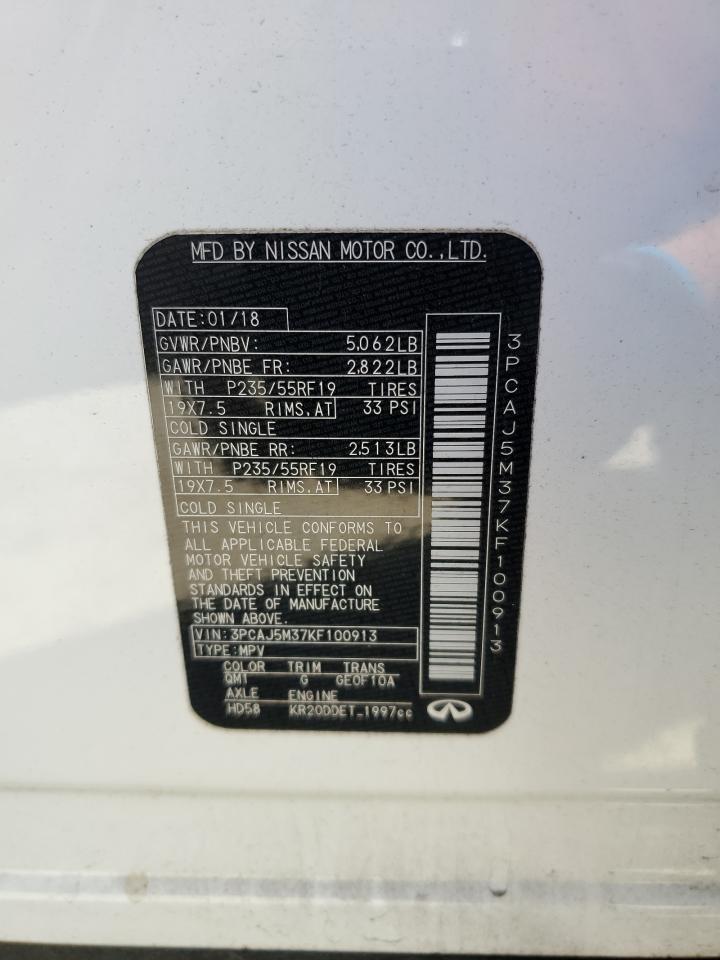 MFD BY NISSAN MOTOR CO.,LTD.
DATE:01/18
GVWR/PNBV: 5.062LB
GAWR/PNBE FR: 2.822LB
WITH P235/55RF19 TIRES
19X7.5 RIMS.AT 33 PSI
COLD SINGLE
GAWR/PNBE RR: 2.513LB
WITH P235/55RF19 TIRES
19X7.5 RIMS.AT 33 PSI
COLD SINGLE
THIS VEHICLE CONFORMS TO
ALL APPLICABLE FEDERAL
MOTOR VEHICLE SAFETY
AND THEFT PREVENTION
STANDARDS IN EFFECT ON
THE DATE OF MANUFACTURE
SHOWN ABOVE.
VIN:3PCAJ5M37KF100913
TYPE:MPV
COLOR TRIM TRANS
QM1 G GE0F10A
AXLE ENGINE
HD58 KR20DDET_1997cc
3PCAJ5M37KF100913